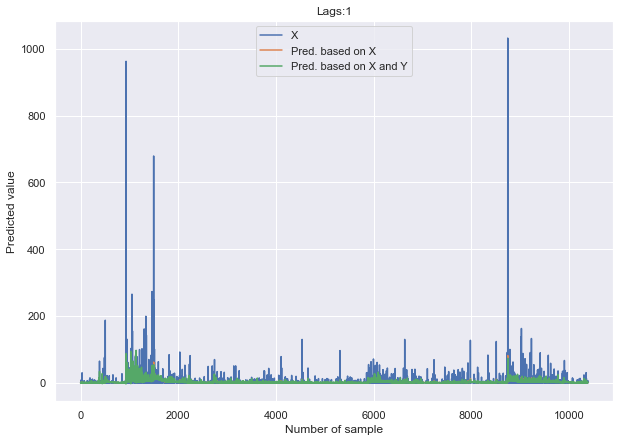 Lags:1
X
Pred. based on X
Pred. based on X and Y
Predicted value
1000
800
600
400
200
0
0
2000
4000
6000
8000
10000
Number of sample